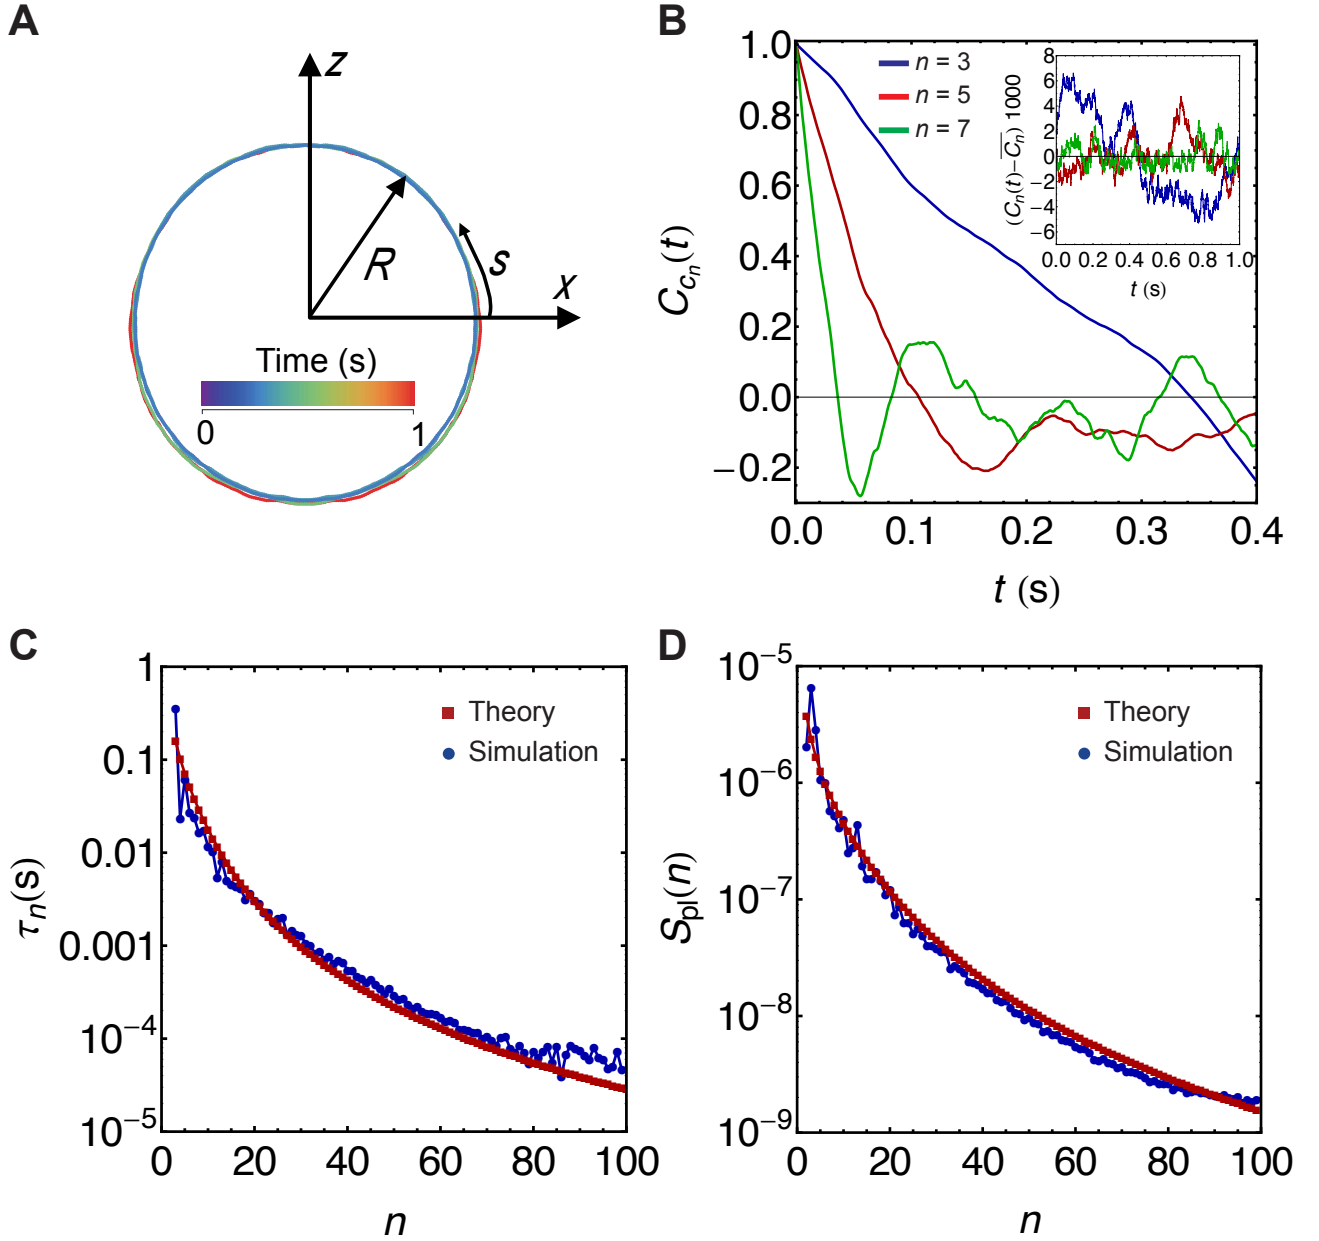 A
z
R
s
x
Time (s)
0 1
B
1.0
0.8
0.6
0.4
0.2
0.0
−0.2
C_{c_n}(t)
0.0 0.1 0.2 0.3 0.4
t (s)
n = 3
n = 5
n = 7
8
6
4
2
0
−2
−4
−6
(C_n(t)−\overline{C_n}) 1000
0.0 0.2 0.4 0.6 0.8 1.0
t (s)
C
1
0.1
0.01
0.001
10^{−4}
10^{−5}
τ_n(s)
Theory
Simulation
0 20 40 60 80 100
n
D
10^{−5}
10^{−6}
10^{−7}
10^{−8}
10^{−9}
S_{pl}(n)
Theory
Simulation
0 20 40 60 80 100
n